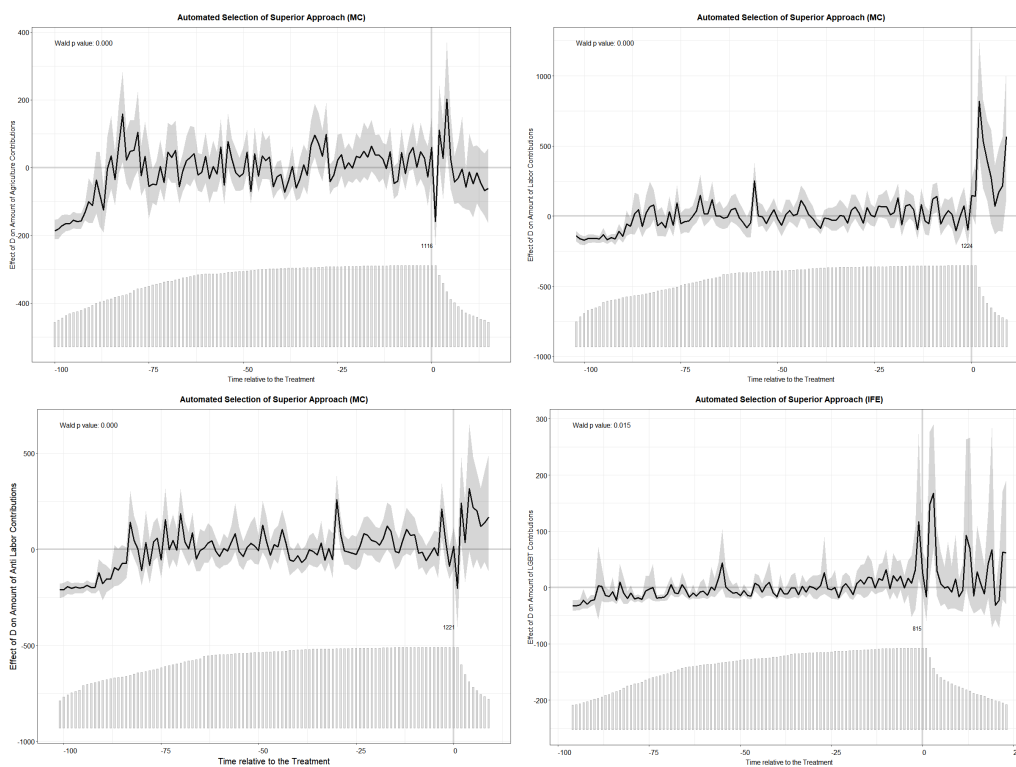 Automated Selection of Superior Approach (MC)
Wald p value: 0.000
Effect of D on Amount of Agriculture Contributions
400
200
0
-200
-400
1116
-100
-75
-50
-25
0
Time relative to the Treatment
Automated Selection of Superior Approach (MC)
Wald p value: 0.000
Effect of D on Amount of Labor Contributions
1000
500
0
-500
-1000
1224
-100
-75
-50
-25
0
Time relative to the Treatment
Automated Selection of Superior Approach (MC)
Wald p value: 0.000
Effect of D on Amount of Anti Labor Contributions
500
0
-500
-1000
1221
-100
-75
-50
-25
0
Time relative to the Treatment
Automated Selection of Superior Approach (IFE)
Wald p value: 0.015
Effect of D on Amount of LGBT Contributions
300
200
100
0
-100
-200
815
-100
-75
-50
-25
0
Time relative to the Treatment